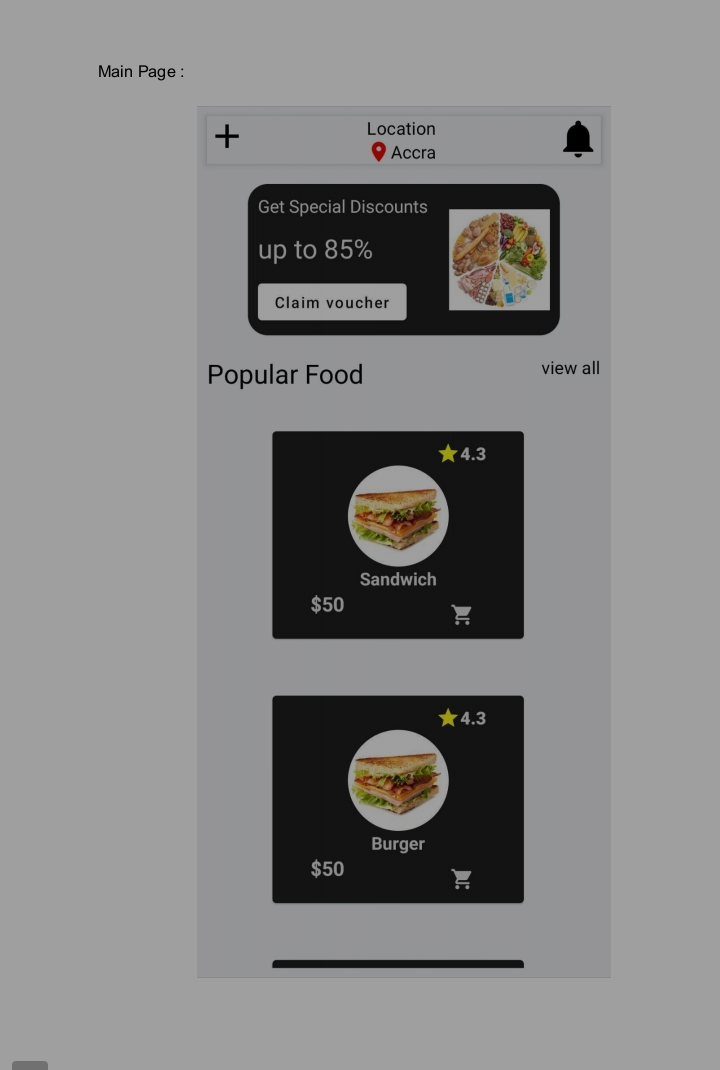 Main Page :
Location
Accra
Get Special Discounts
up to 85%
Claim voucher
Popular Food
view all
4.3
Sandwich
$50
4.3
Burger
$50